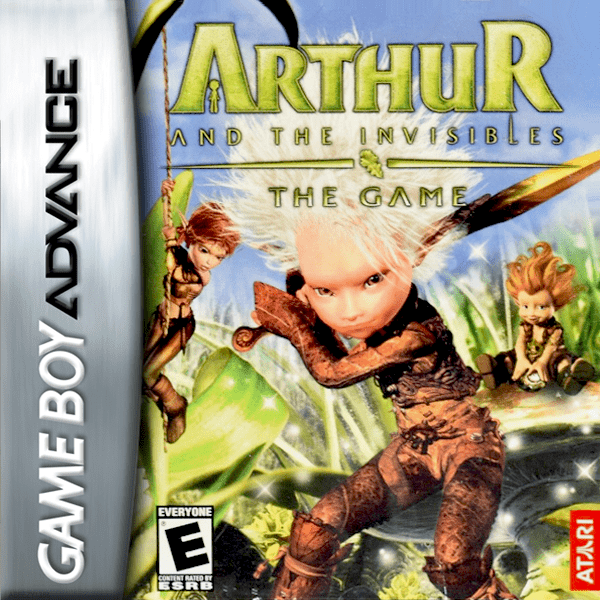 ARTHUR
AND THE INVISIBLES
THE GAME
GAME BOY ADVANCE
EVERYONE
E
CONTENT RATED BY
ESRB
ATARI